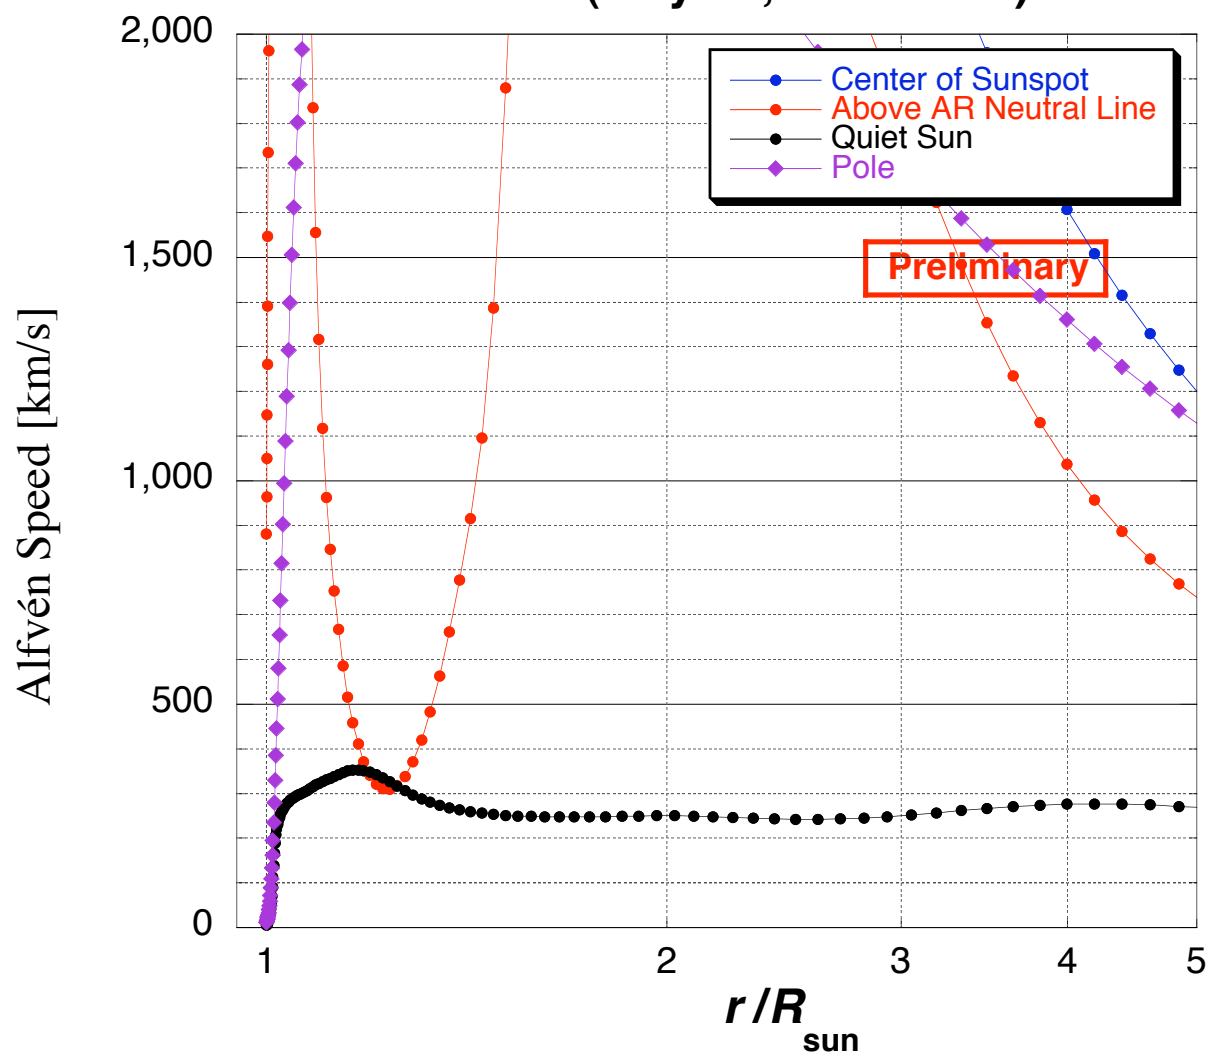 2,000
Center of Sunspot
Above AR Neutral Line
Quiet Sun
Pole
1,500
Preliminary
1,000
500
0
Alfvén Speed [km/s]
1 2 3 4 5
r/R sun